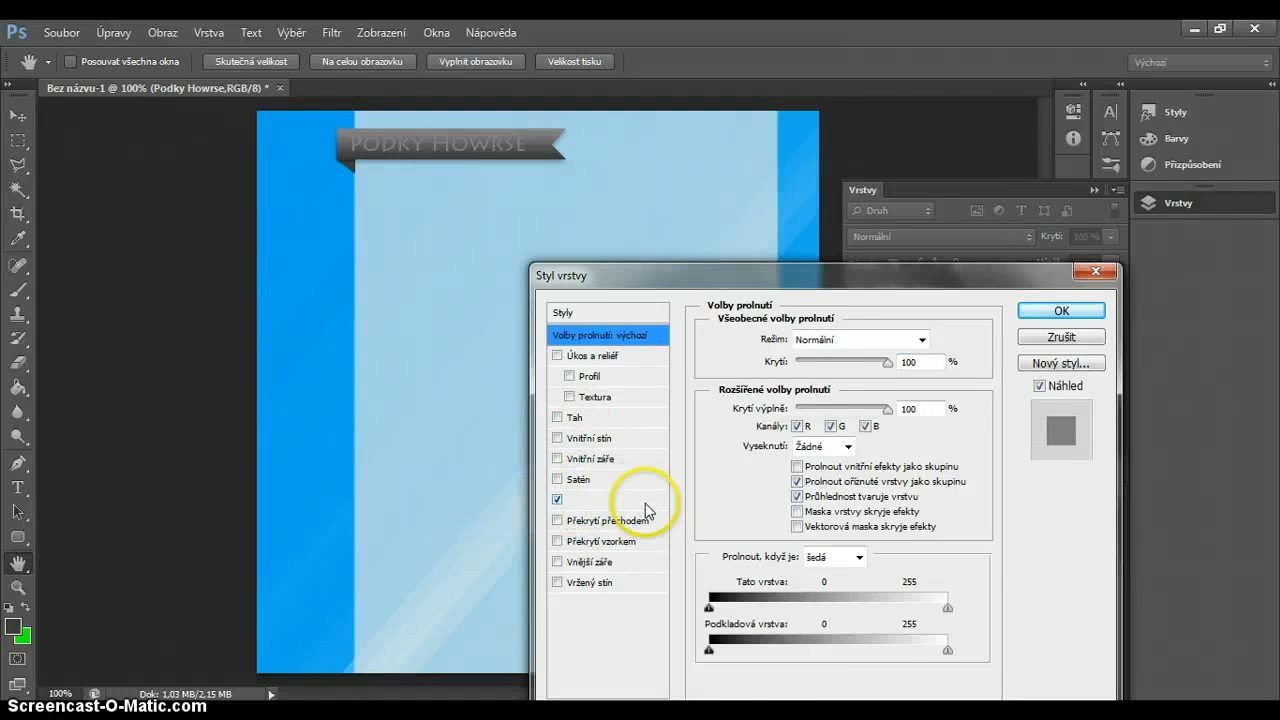 Ps Soubor Úpravy Obraz Vrstva Text Výběr Filtr Zobrazení Okna Nápověda
Posouvat všechna okna Skutečná velikost Na celou obrazovku Vyplnit obrazovku Velikost tisku Výchozí
Bez názvu-1 @ 100% (Podky Howrse,RGB/8) * ×
PODKY HOWRSE
Styly
Barvy
Přizpůsobení
Vrstvy
Vrstvy
Druh
Normální Krytí: 100 %
Styl vrstvy
Styly
Volby prolnutí: výchozí
Úkos a reliéf
Profil
Textura
Tah
Vnitřní stín
Vnitřní záře
Satén
Překrytí přechodem
Překrytí vzorkem
Vnější záře
Vržený stín
Volby prolnutí
Všeobecné volby prolnutí
Režim: Normální
Krytí: 100 %
Rozšířené volby prolnutí
Krytí výplně: 100 %
Kanály: R G B
Vyseknutí: Žádné
Prolnout vnitřní efekty jako skupinu
Prolnout oříznuté vrstvy jako skupinu
Průhlednost tvaruje vrstvu
Maska vrstvy skryje efekty
Vektorová maska skryje efekty
Prolnout, když je: šedá
Tato vrstva: 0 255
Podkladová vrstva: 0 255
OK
Zrušit
Nový styl...
Náhled
100% Dok: 1,03 MB/2,15 MB
Screencast-O-Matic.com